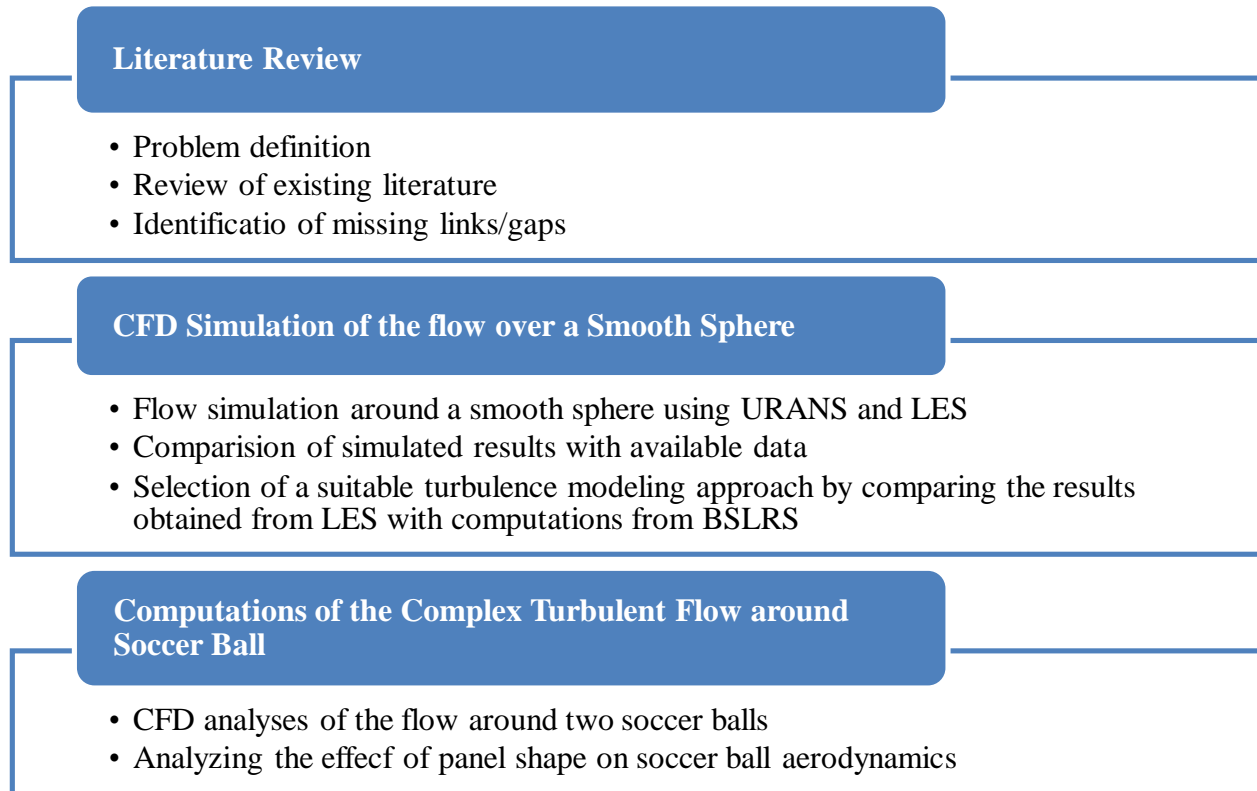 Literature Review
• Problem definition
• Review of existing literature
• Identificatio of missing links/gaps
CFD Simulation of the flow over a Smooth Sphere
• Flow simulation around a smooth sphere using URANS and LES
• Comparision of simulated results with available data
• Selection of a suitable turbulence modeling approach by comparing the results
obtained from LES with computations from BSLRS
Computations of the Complex Turbulent Flow around
Soccer Ball
• CFD analyses of the flow around two soccer balls
• Analyzing the effecf of panel shape on soccer ball aerodynamics